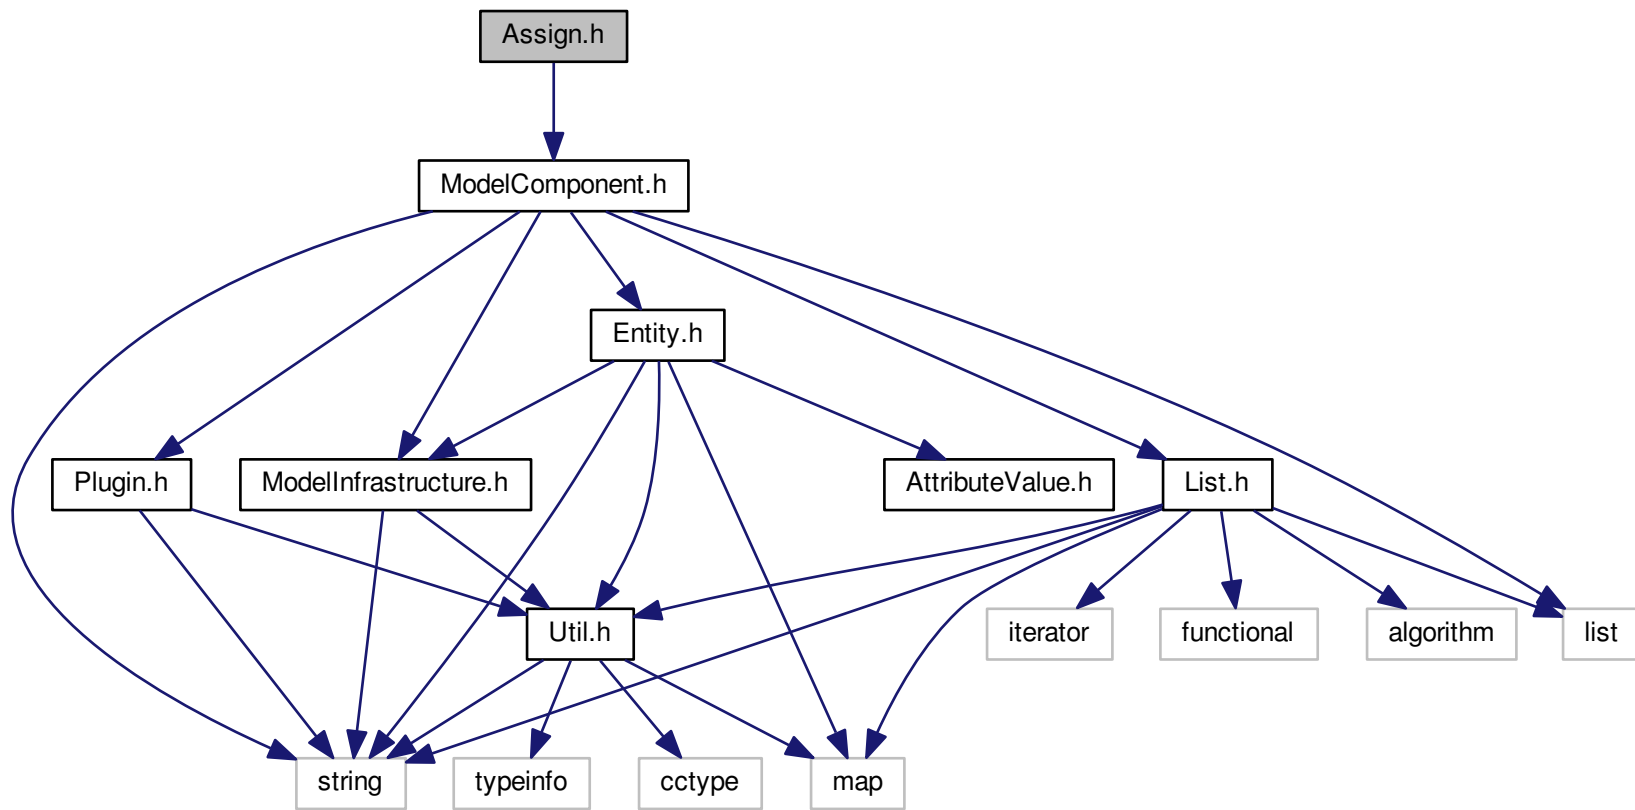 Assign.h
ModelComponent.h
Entity.h
Plugin.h
ModelInfrastructure.h
AttributeValue.h
List.h
Util.h
iterator
functional
algorithm
list
string
typeinfo
cctype
map